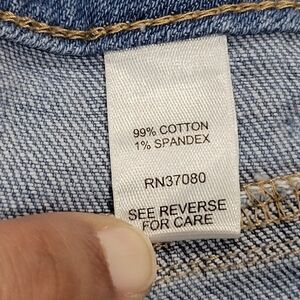 99% COTTON
1% SPANDEX
RN37080
SEE REVERSE
FOR CARE